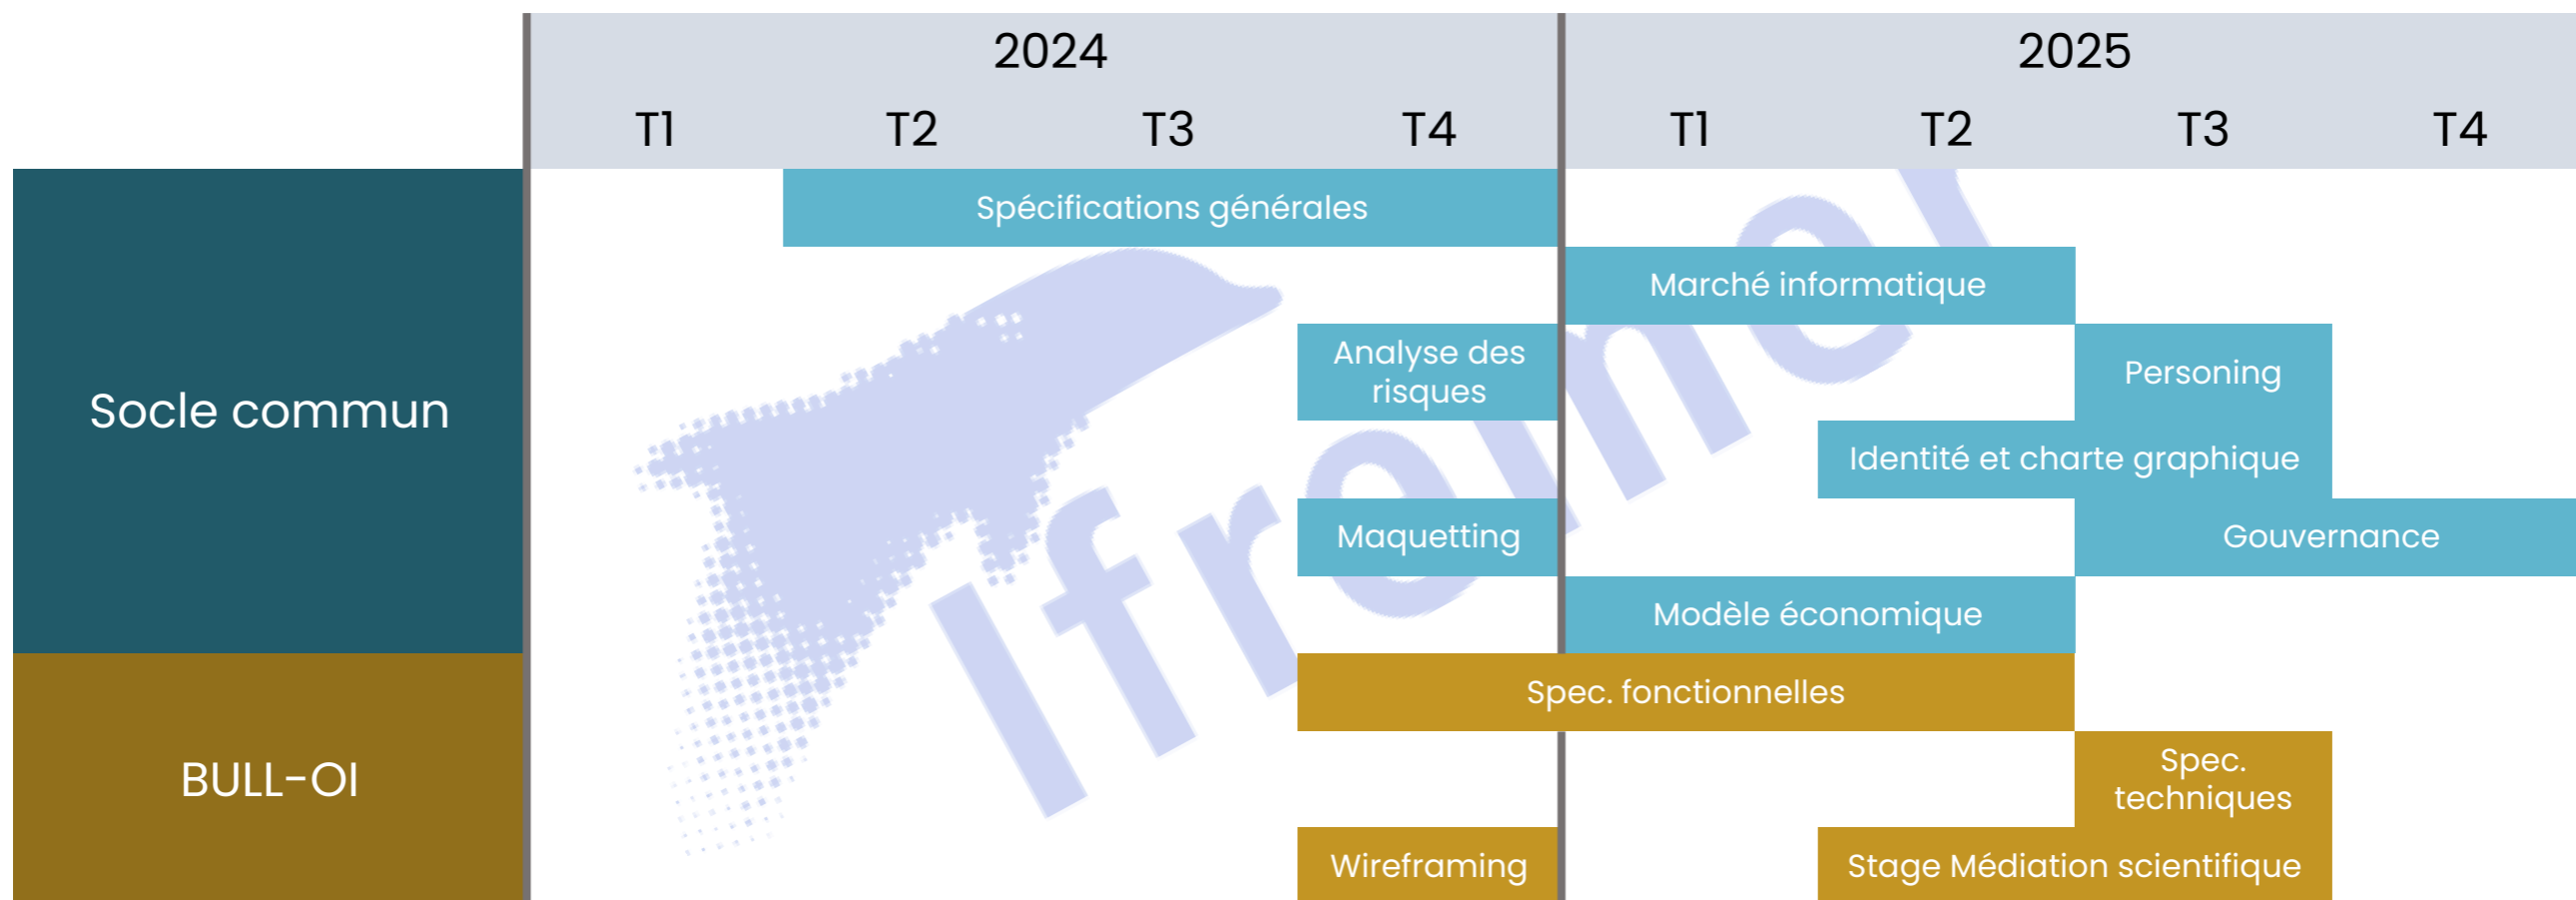 2024
2025
T1
T2
T3
T4
T1
T2
T3
T4
Socle commun
Spécifications générales
Marché informatique
Analyse des
risques
Personing
Identité et charte graphique
Maquetting
Gouvernance
Modèle économique
BULL-OI
Spec. fonctionnelles
Spec.
techniques
Wireframing
Stage Médiation scientifique
Ifremer